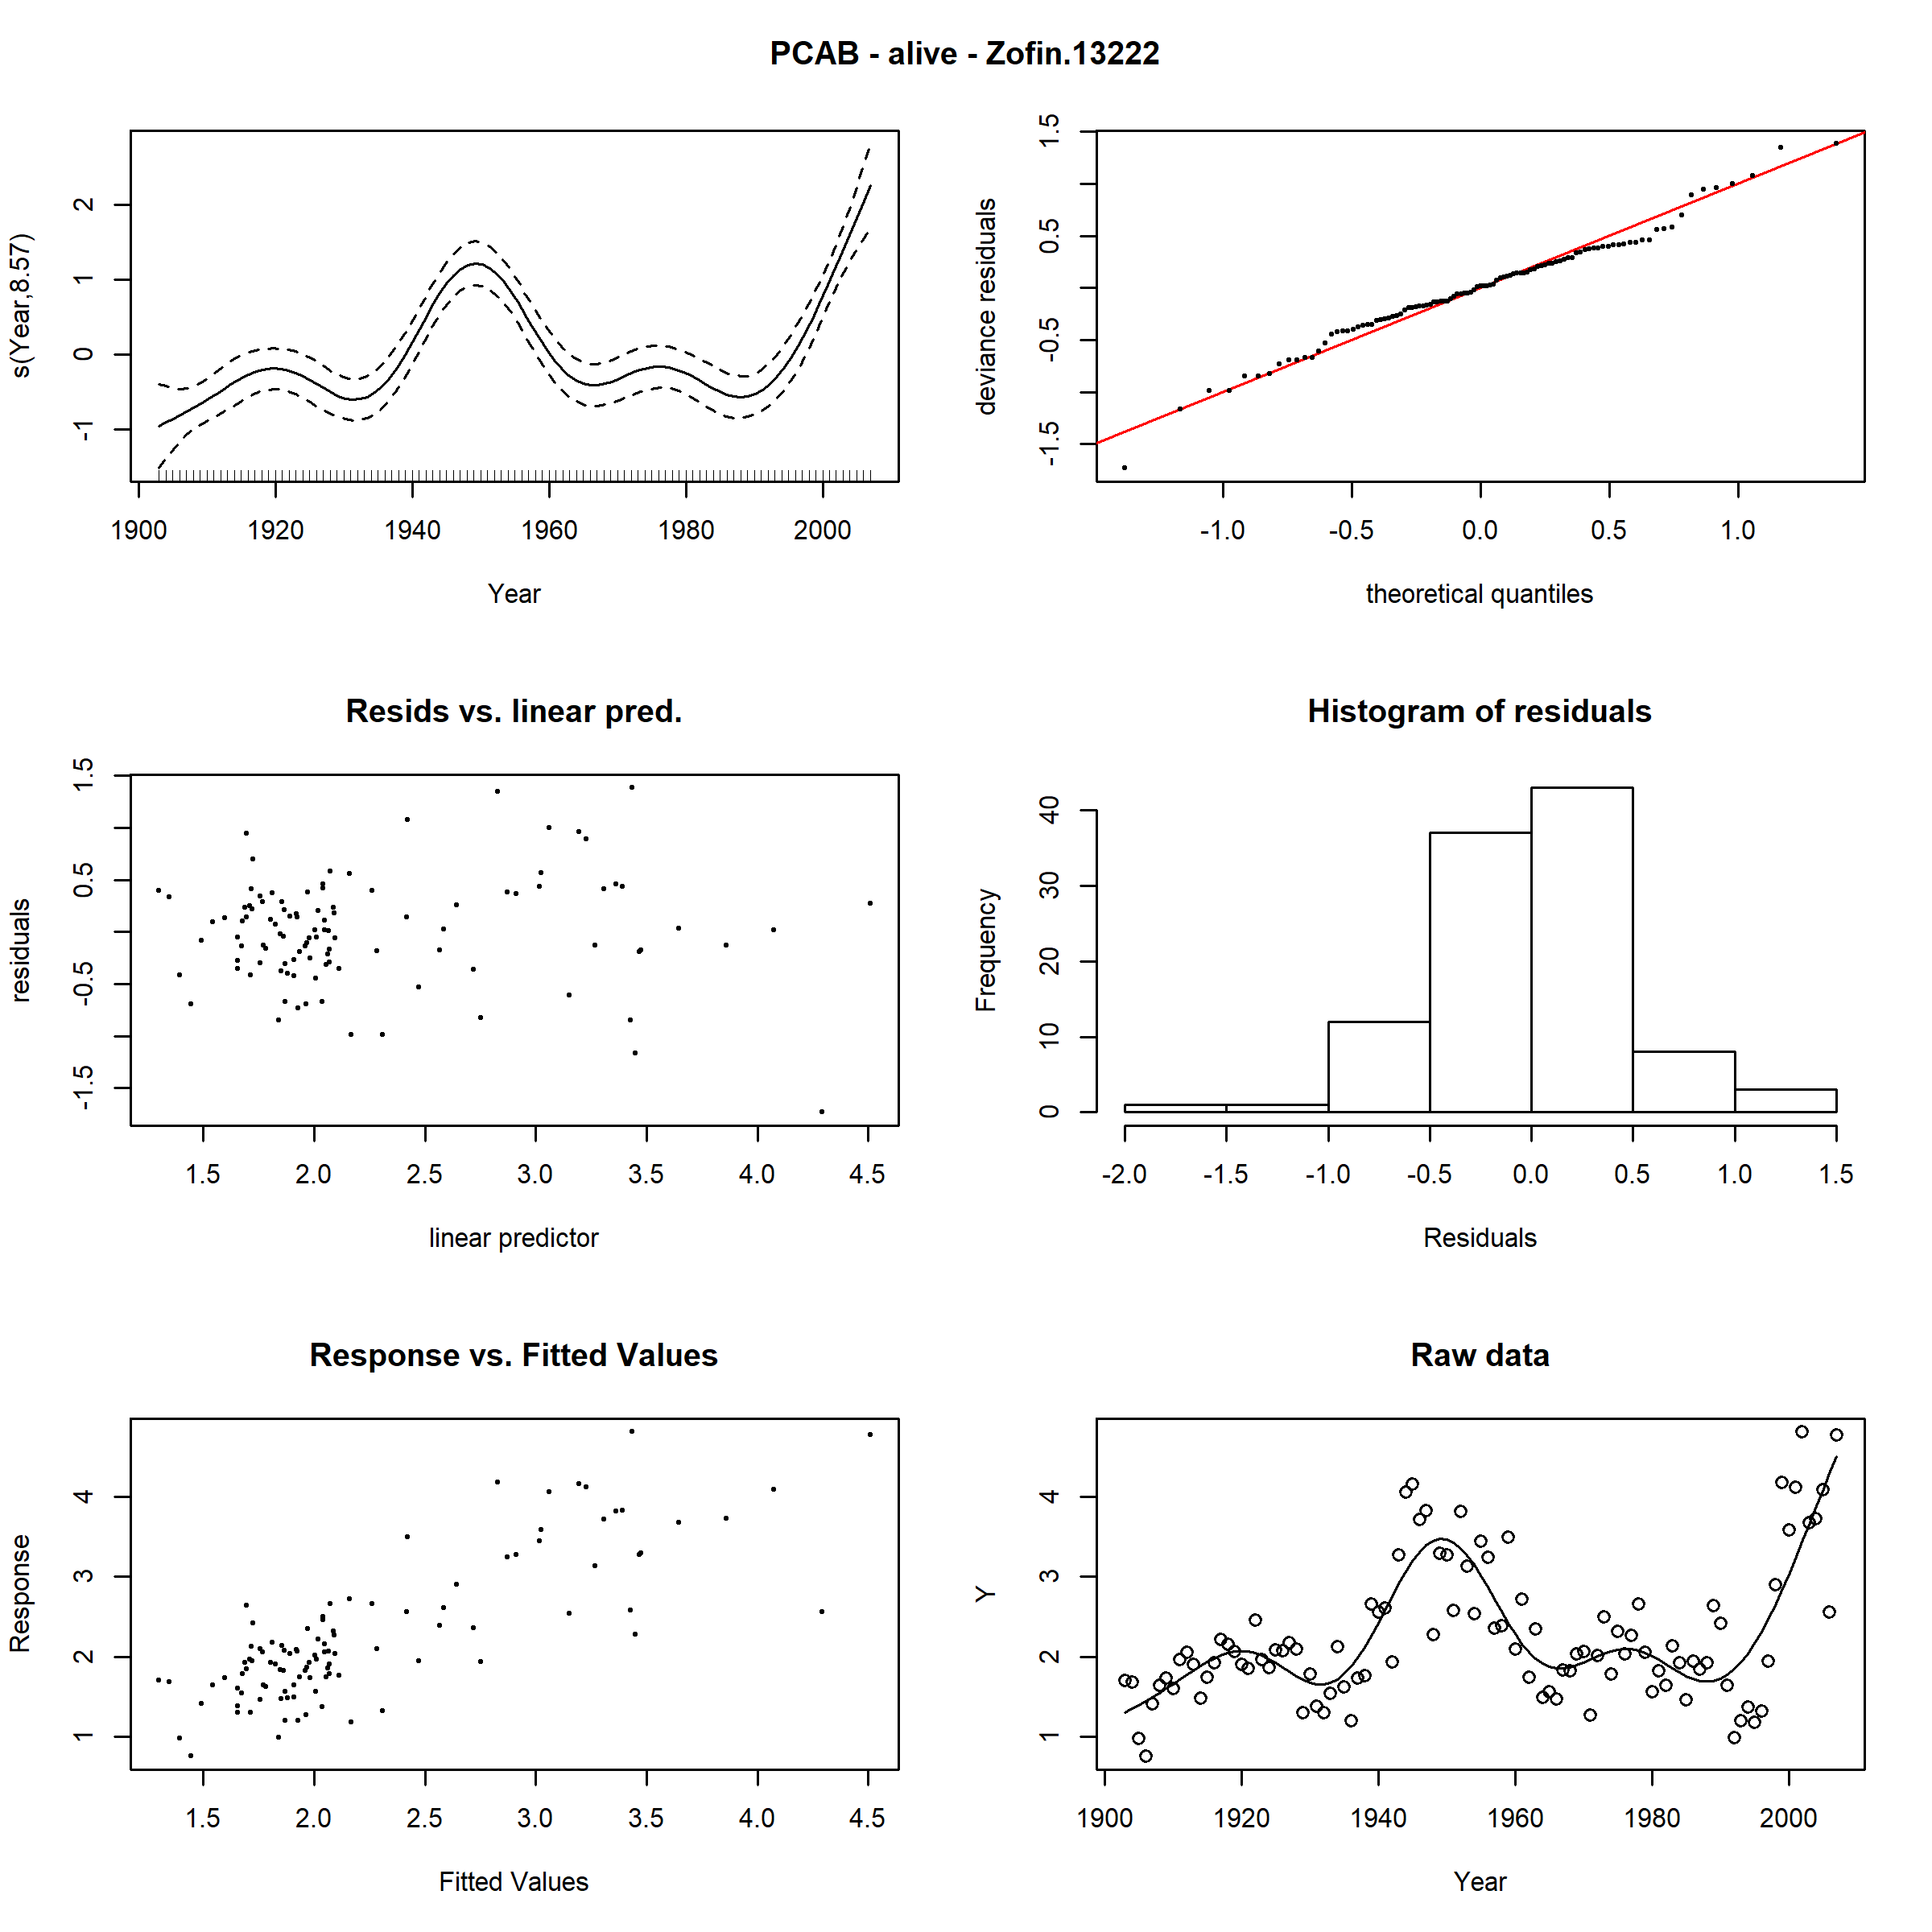 PCAB - alive - Zofin.13222
s(Year,8.57)
-1 0 1 2
1900 1920 1940 1960 1980 2000
Year
deviance residuals
-1.5 -0.5 0.5 1.5
-1.0 -0.5 0.0 0.5 1.0
theoretical quantiles
Resids vs. linear pred.
residuals
-1.5 -0.5 0.5 1.5
1.5 2.0 2.5 3.0 3.5 4.0 4.5
linear predictor
Histogram of residuals
Frequency
0 10 20 30 40
-2.0 -1.5 -1.0 -0.5 0.0 0.5 1.0 1.5
Residuals
Response vs. Fitted Values
Response
1 2 3 4
1.5 2.0 2.5 3.0 3.5 4.0 4.5
Fitted Values
Raw data
Y
1 2 3 4
1900 1920 1940 1960 1980 2000
Year